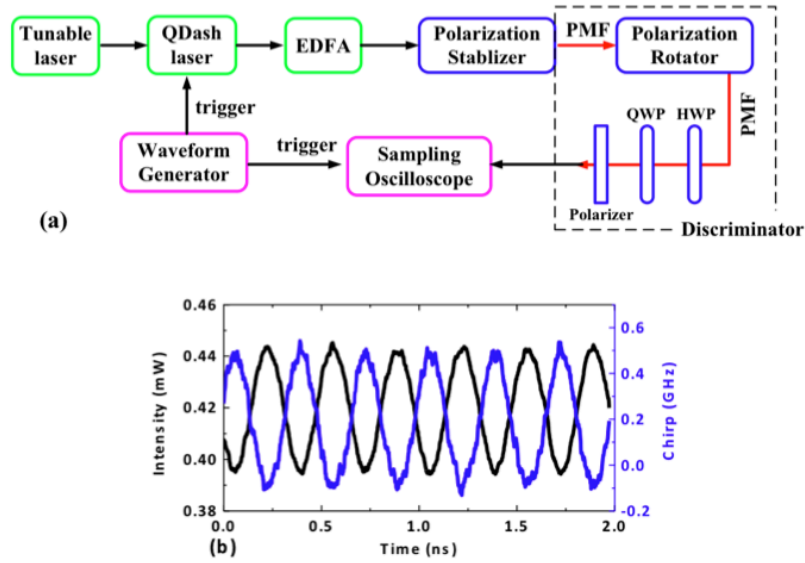 Tunable
laser
QDash
laser
EDFA
Polarization
Stablizer
PMF
Polarization
Rotator
trigger
QWP HWP
PMF
Waveform
Generator
trigger
Sampling
Oscilloscope
Polarizer
(a)
Discriminator
0.46
0.44
0.42
0.40
0.38
Intensity (mW)
0.6
0.4
0.2
0.0
-0.2
Chirp (GHz)
0.0 0.5 1.0 1.5 2.0
(b) Time (ns)